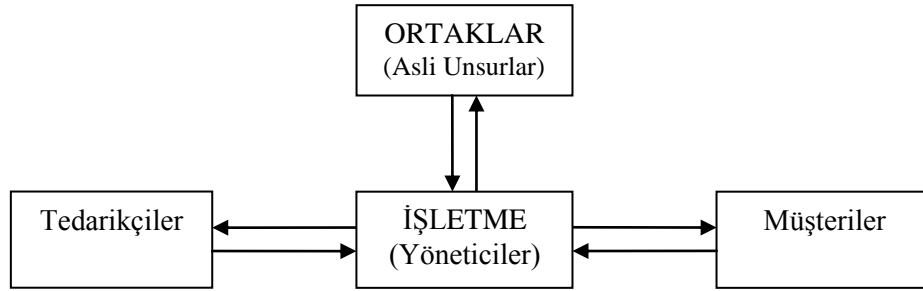 ORTAKLAR
(Asli Unsurlar)
Tedarikçiler
İŞLETME
(Yöneticiler)
Müşteriler